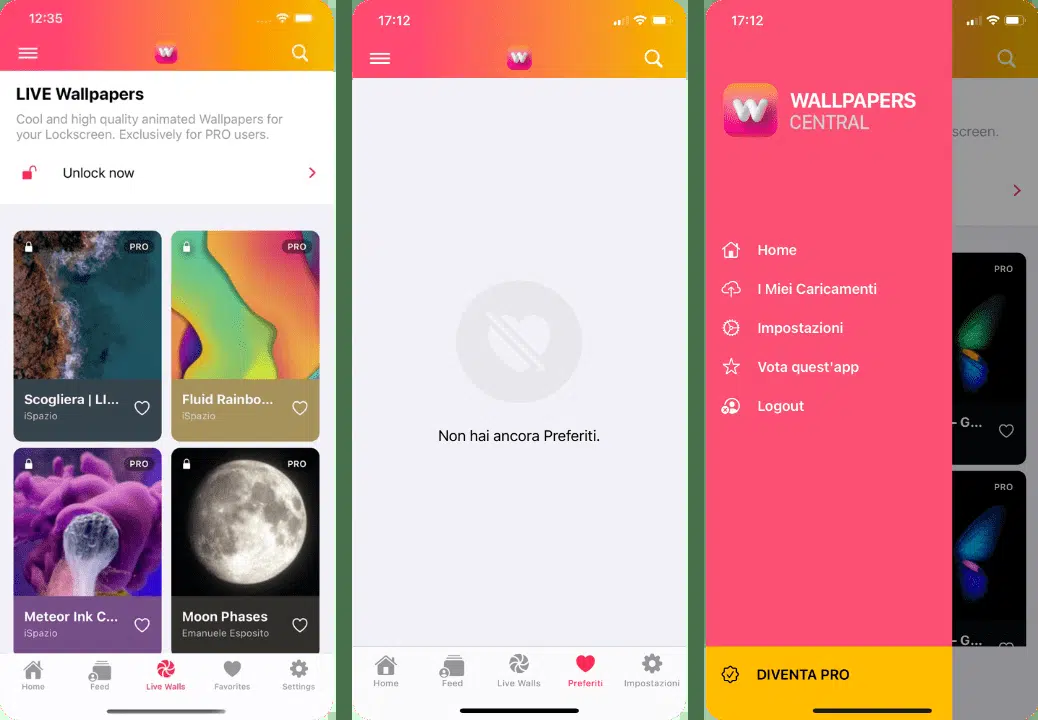 12:35
W
LIVE Wallpapers
Cool and high quality animated Wallpapers for
your Lockscreen. Exclusively for PRO users.
Unlock now
PRO
PRO
Scogliera | LI...
iSpazio
Fluid Rainbo...
iSpazio
PRO
PRO
Meteor Ink C...
iSpazio
Moon Phases
Emanuele Esposito
Home
Feed
Live Walls
Favorites
Settings
17:12
W
Non hai ancora Preferiti.
Home
Feed
Live Walls
Preferiti
Impostazioni
17:12
W
WALLPAPERS
CENTRAL
Home
I Miei Caricamenti
Impostazioni
Vota quest'app
Logout
DIVENTA PRO
screen.
PRO
- G...
PRO
- G...